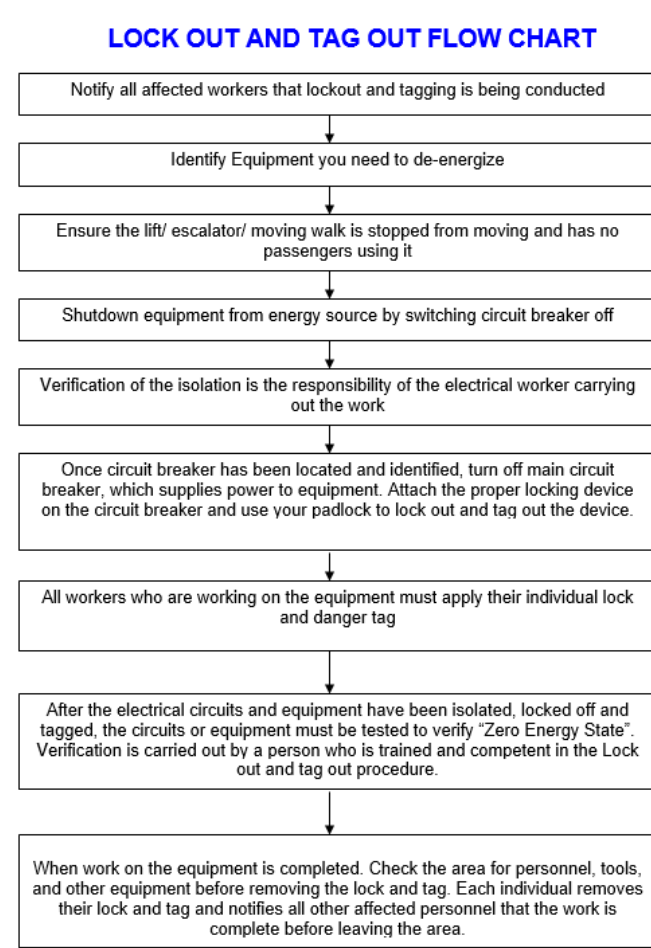 LOCK OUT AND TAG OUT FLOW CHART
Notify all affected workers that lockout and tagging is being conducted
Identify Equipment you need to de-energize
Ensure the lift/ escalator/ moving walk is stopped from moving and has no
passengers using it
Shutdown equipment from energy source by switching circuit breaker off
Verification of the isolation is the responsibility of the electrical worker carrying
out the work
Once circuit breaker has been located and identified, turn off main circuit
breaker, which supplies power to equipment. Attach the proper locking device
on the circuit breaker and use your padlock to lock out and tag out the device.
All workers who are working on the equipment must apply their individual lock
and danger tag
After the electrical circuits and equipment have been isolated, locked off and
tagged, the circuits or equipment must be tested to verify “Zero Energy State”.
Verification is carried out by a person who is trained and competent in the Lock
out and tag out procedure.
When work on the equipment is completed. Check the area for personnel, tools,
and other equipment before removing the lock and tag. Each individual removes
their lock and tag and notifies all other affected personnel that the work is
complete before leaving the area.